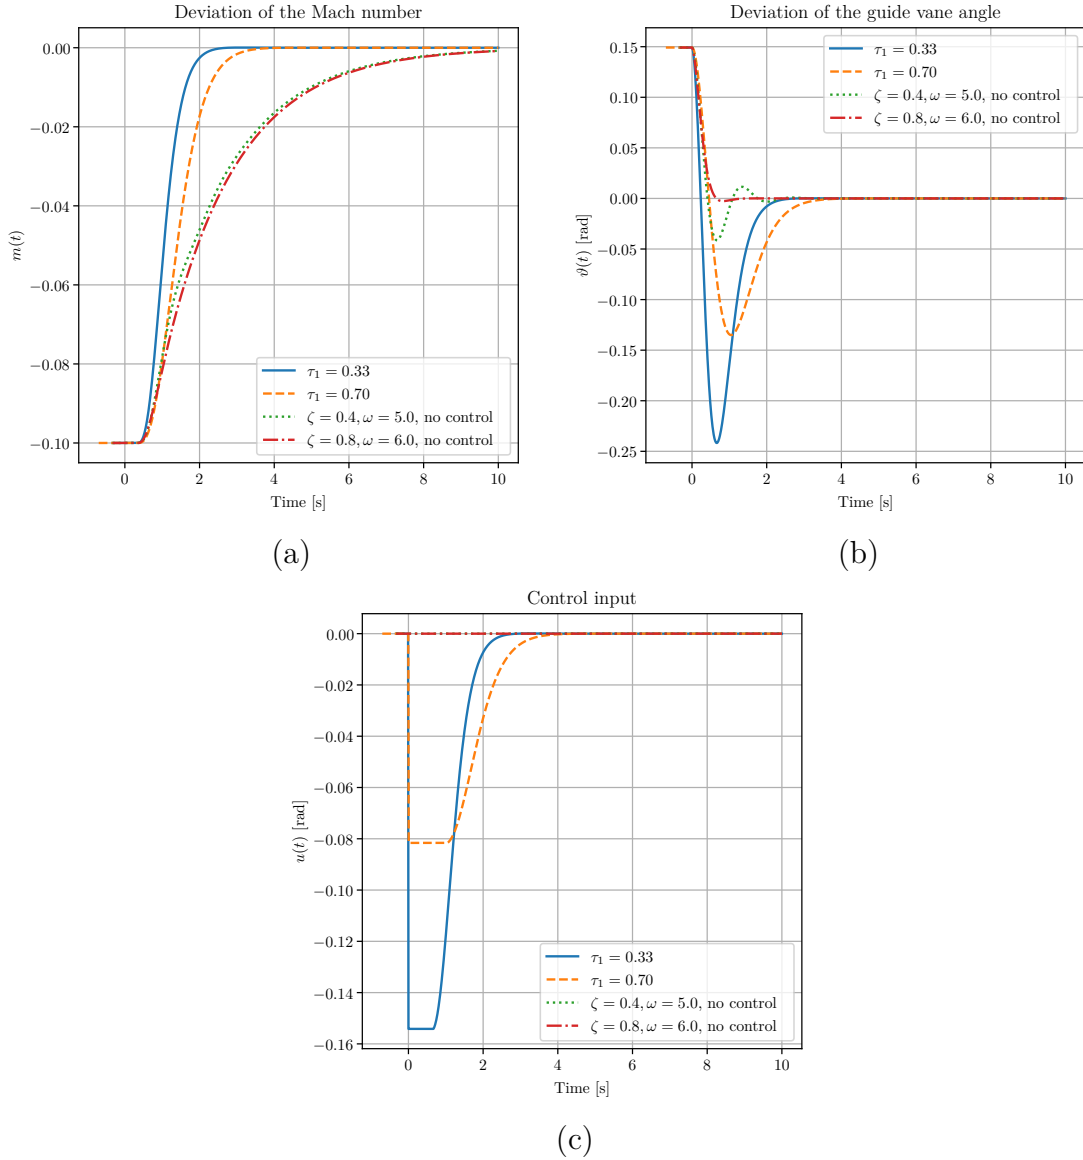 Deviation of the Mach number
0.00
−0.02
−0.04
−0.06
−0.08
−0.10
m(t)
0 2 4 6 8 10
Time [s]
τ₁ = 0.33
τ₁ = 0.70
ζ = 0.4, ω = 5.0, no control
ζ = 0.8, ω = 6.0, no control
(a)
Deviation of the guide vane angle
0.15
0.10
0.05
0.00
−0.05
−0.10
−0.15
−0.20
−0.25
ϑ(t) [rad]
0 2 4 6 8 10
Time [s]
τ₁ = 0.33
τ₁ = 0.70
ζ = 0.4, ω = 5.0, no control
ζ = 0.8, ω = 6.0, no control
(b)
Control input
0.00
−0.02
−0.04
−0.06
−0.08
−0.10
−0.12
−0.14
−0.16
u(t) [rad]
0 2 4 6 8 10
Time [s]
τ₁ = 0.33
τ₁ = 0.70
ζ = 0.4, ω = 5.0, no control
ζ = 0.8, ω = 6.0, no control
(c)